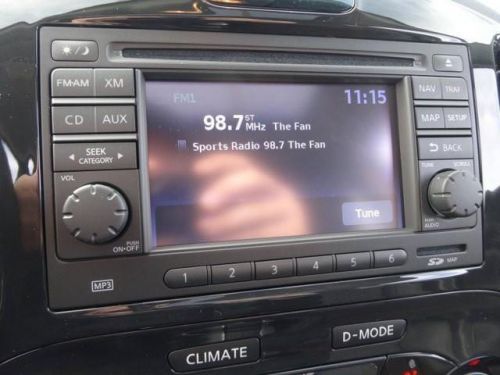 FM·AM XM
CD AUX
SEEK
CATEGORY
VOL
PUSH
ON·OFF
MP3
FM1 11:15
98.7 ST MHz The Fan
Sports Radio 98.7 The Fan
Tune
1 2 3 4 5 6
NAV TRAF
MAP SETUP
BACK
TUNE SCROLL
AUDIO
SD MAP
CLIMATE
D-MODE